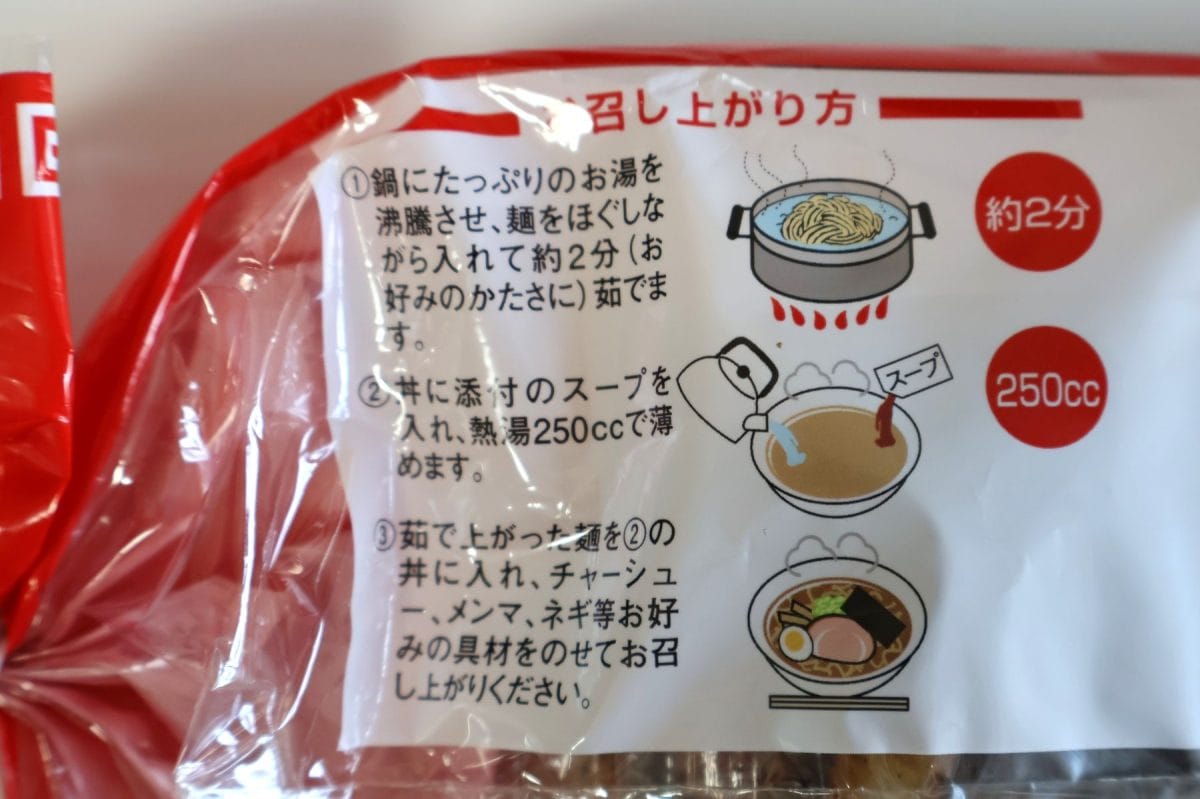 召し上がり方
①鍋にたっぷりのお湯を
沸騰させ、麺をほぐしな
がら入れて約2分(お
好みのかたさに)茹でま
す。
約2分
②丼に添付のスープを
入れ、熱湯250ccで薄
めます。
スープ
250cc
③茹で上がった麺を②の
丼に入れ、チャーシュ
ー、メンマ、ネギ等お好
みの具材をのせてお召
し上がりください。